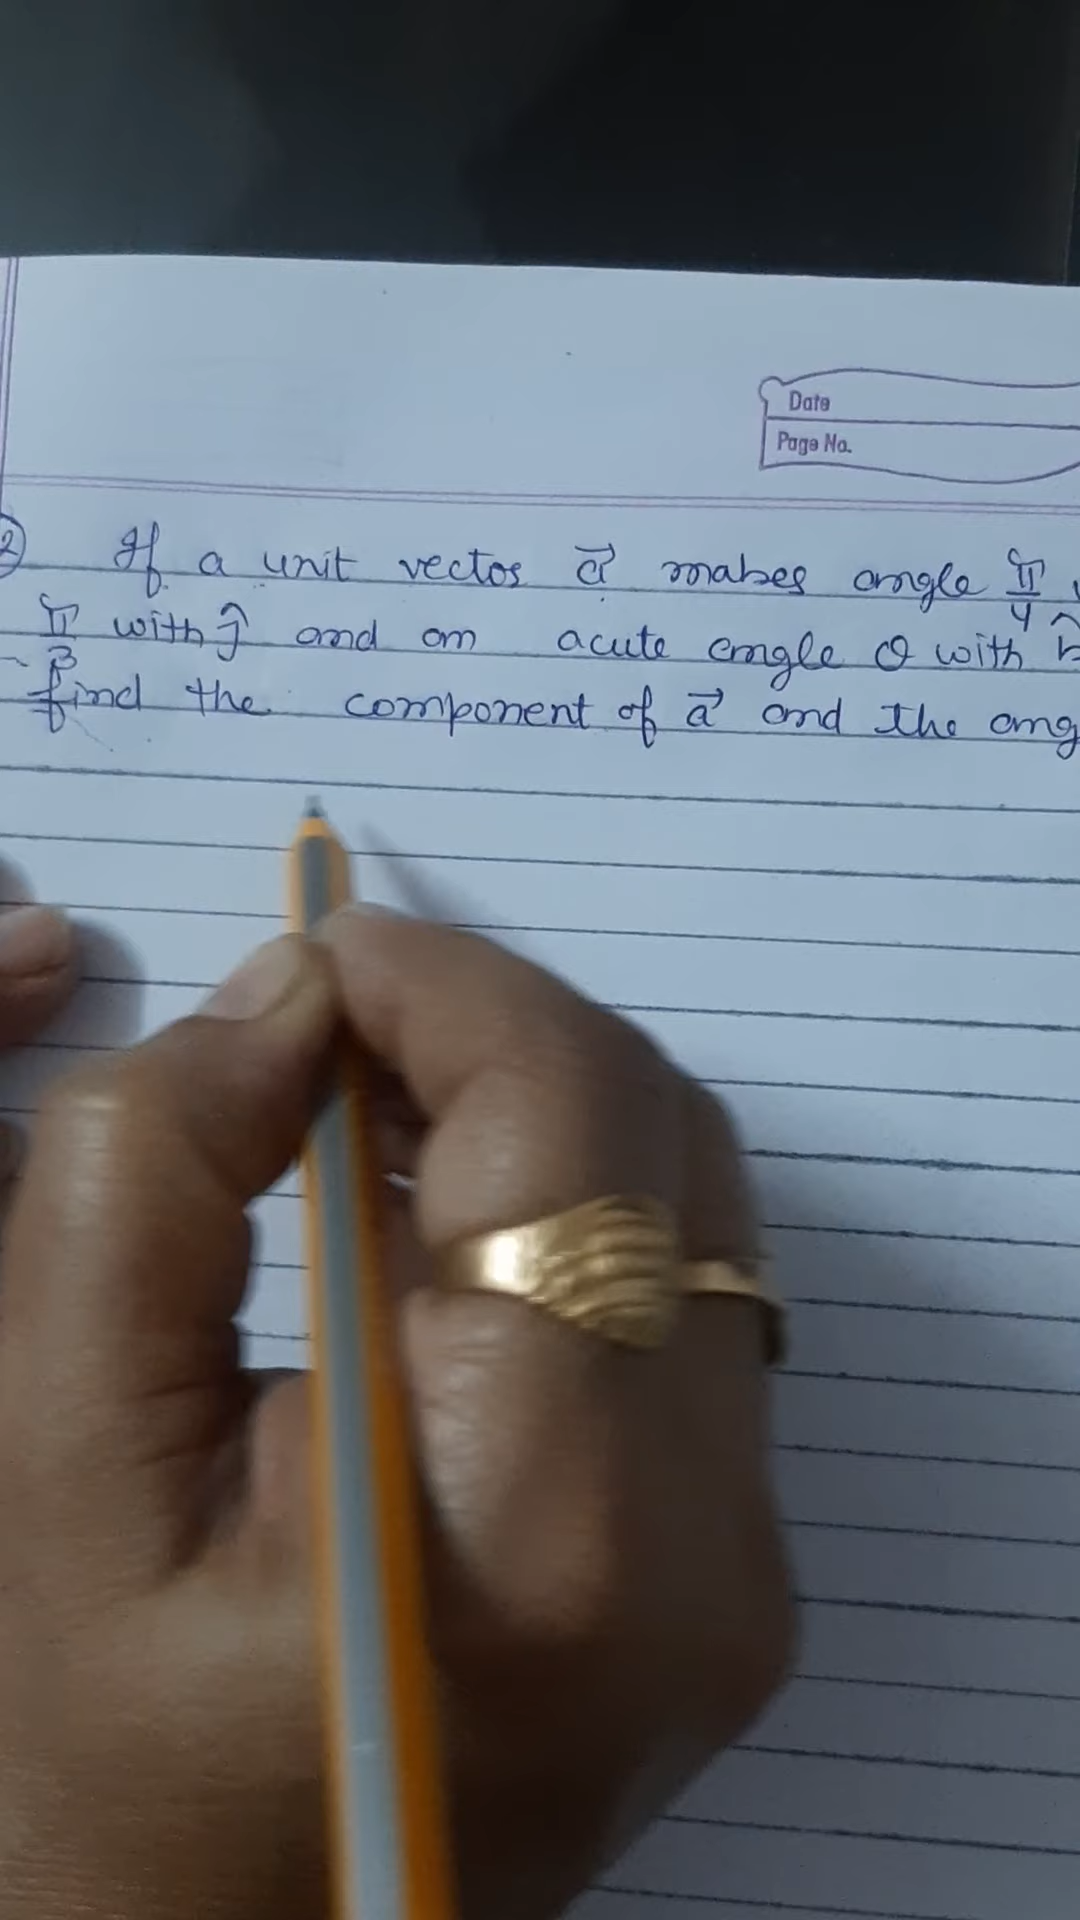 Date
Page No.
2 If a unit vector a⃗ makes angle π/4
π/3 with ĵ and an acute angle θ with
find the component of a⃗ and the ang